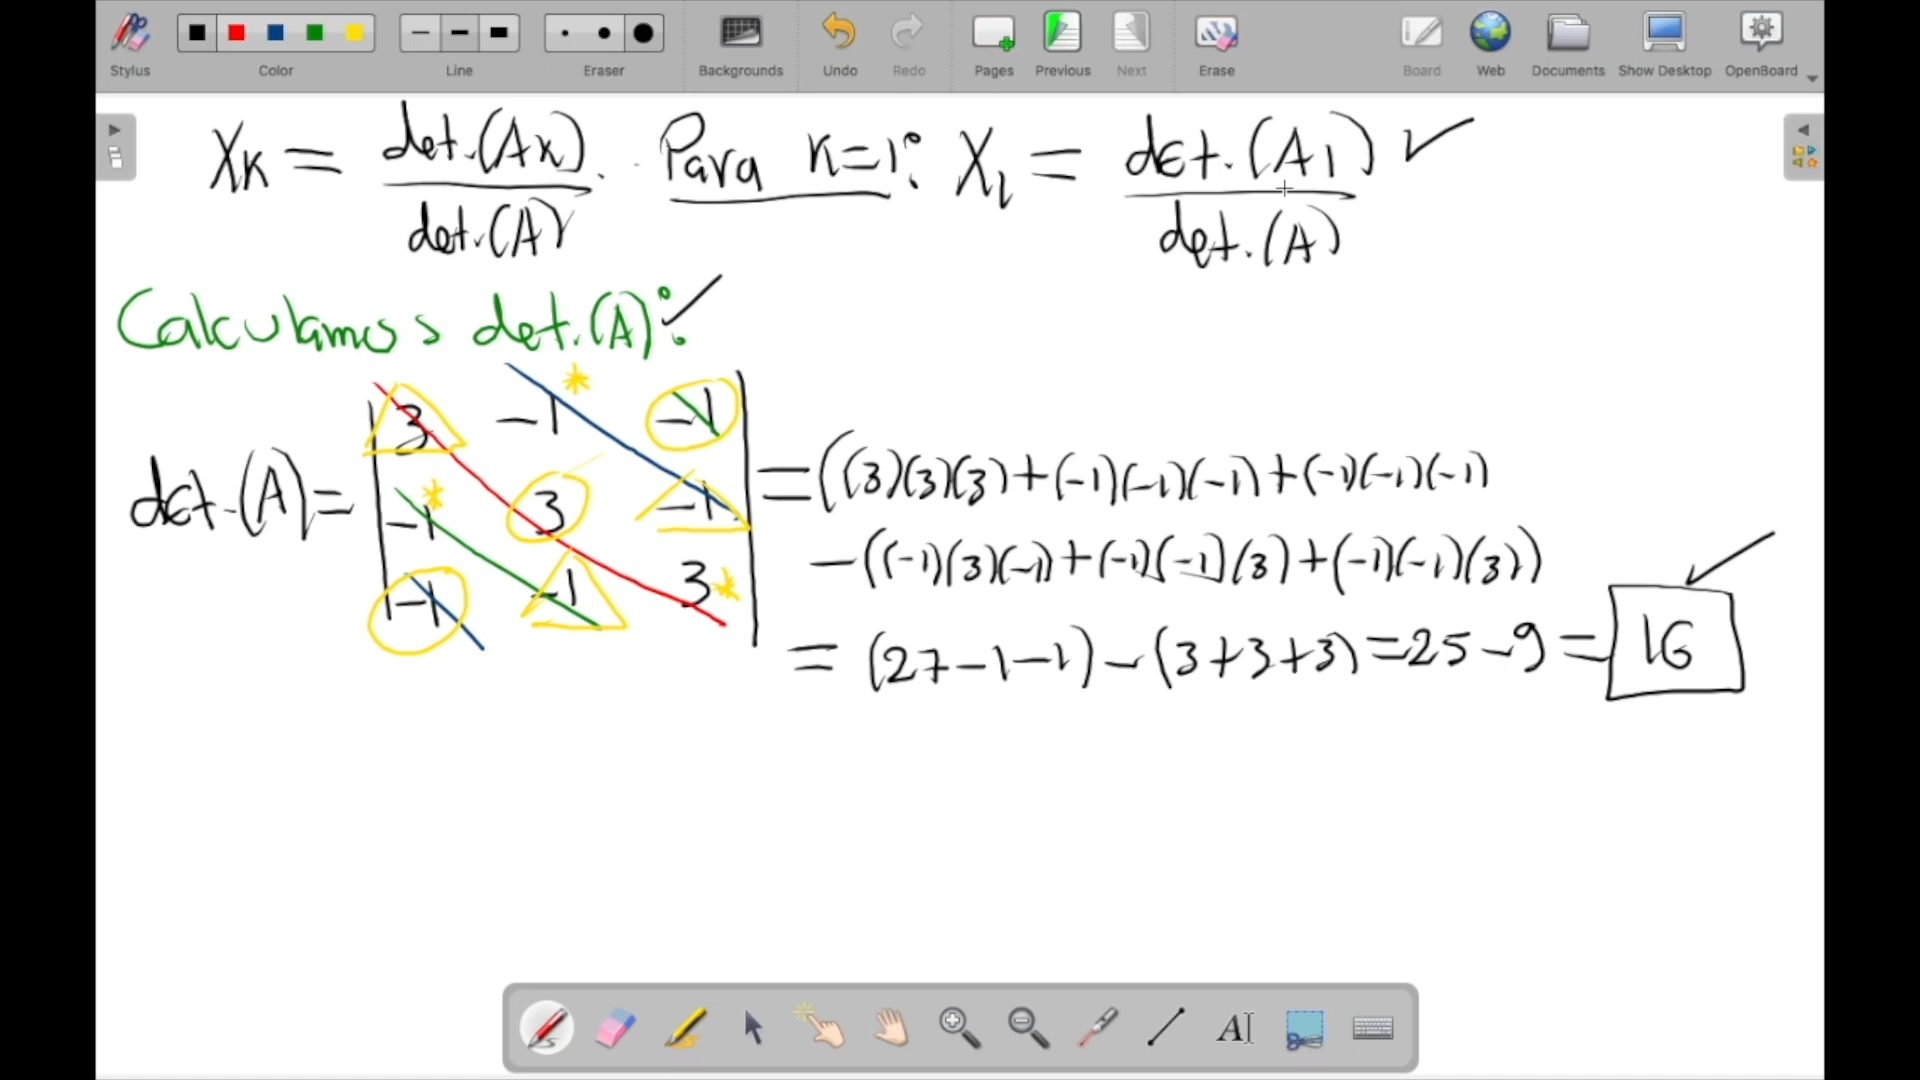 Stylus Color Line Eraser Backgrounds Undo Redo Pages Previous Next Erase Board Web Documents Show Desktop OpenBoard
XK = det.(AK) / det.(A) . Para K=1: X1 = det.(A1) / det.(A) ✓
Calculamos det.(A): ✓
det.(A) = | 3 -1 * -1 |
| -1 * 3 -1 |
| -1 -1 3 * |
= ((3)(3)(3)+(-1)(-1)(-1)+(-1)(-1)(-1)
-((-1)(3)(-1)+(-1)(-1)(3)+(-1)(-1)(3))
= (27-1-1)-(3+3+3)=25-9= 16